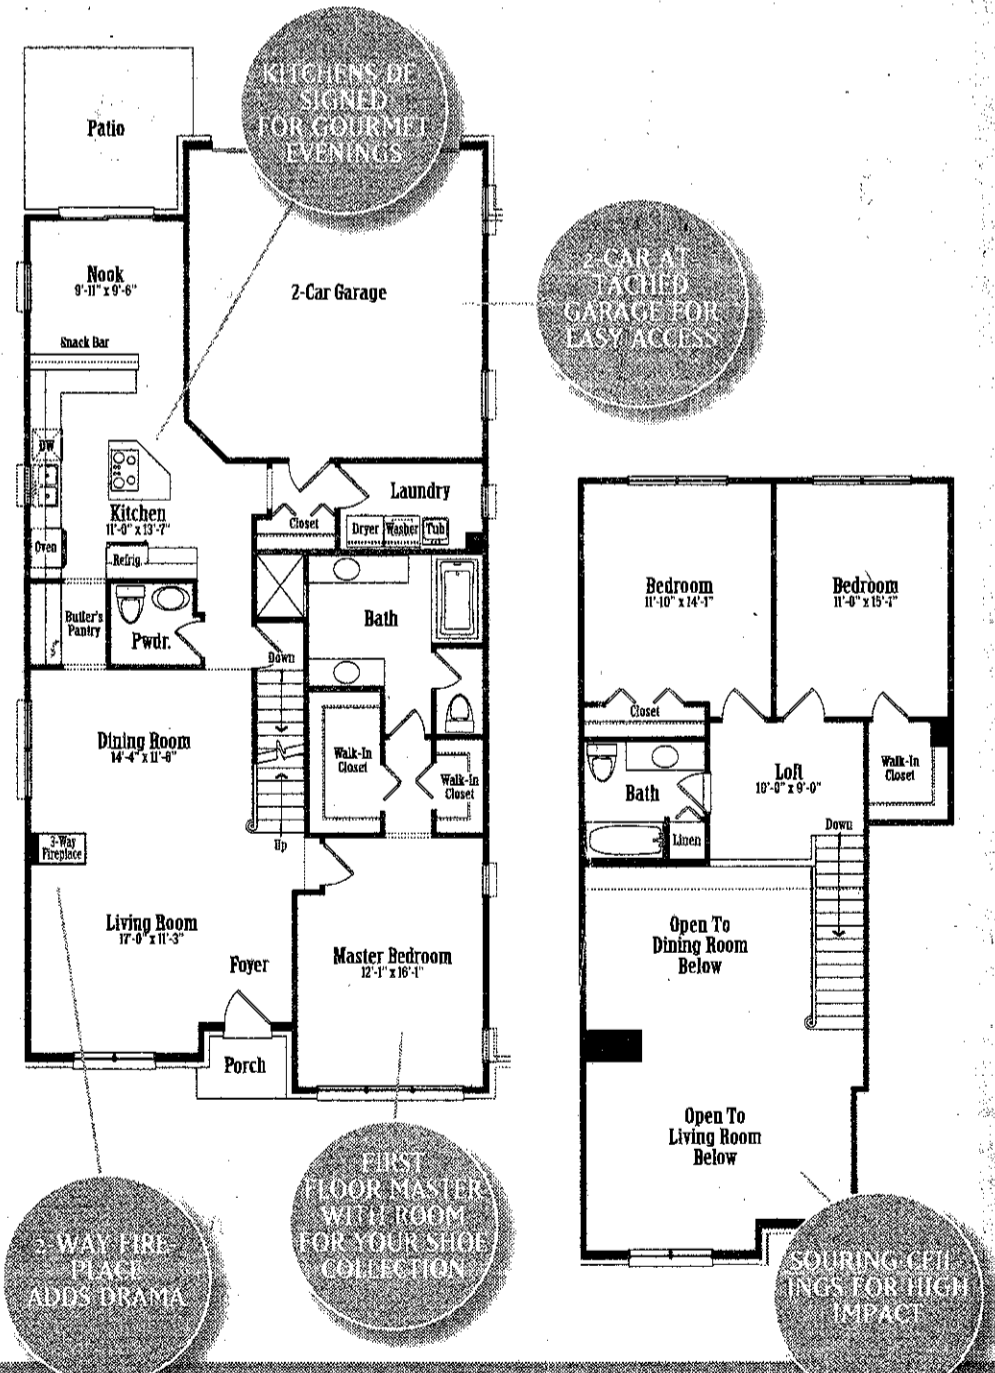 KITCHENS DE
SIGNED
FOR GOURMET
EVENINGS
Patio
2-CAR AT-
TACHED
GARAGE FOR
EASY ACCESS
Nook
9'-11" x 9'-6"
2-Car Garage
Snack Bar
DW
Kitchen
11'-0" x 13'-7"
Oven
Refrig.
Closet
Laundry
Dryer
Washer
Tub
Butler's
Pantry
Pwdr.
Bath
Down
Dining Room
14'-4" x 11'-6"
Walk-In
Closet
Walk-In
Closet
3-Way
Fireplace
Up
Living Room
17'-0" x 11'-3"
Foyer
Master Bedroom
12'-1" x 16'-1"
Porch
Bedroom
11'-10" x 14'-1"
Bedroom
11'-6" x 15'-1"
Closet
Bath
Linen
Loft
10'-0" x 9'-0"
Walk-In
Closet
Down
Open To
Dining Room
Below
Open To
Living Room
Below
FIRST
FLOOR MASTER
WITH ROOM
FOR YOUR SHOE
COLLECTION
3-WAY FIRE-
PLACE
ADDS DRAMA
SOURING CEIL-
INGS FOR HIGH
IMPACT